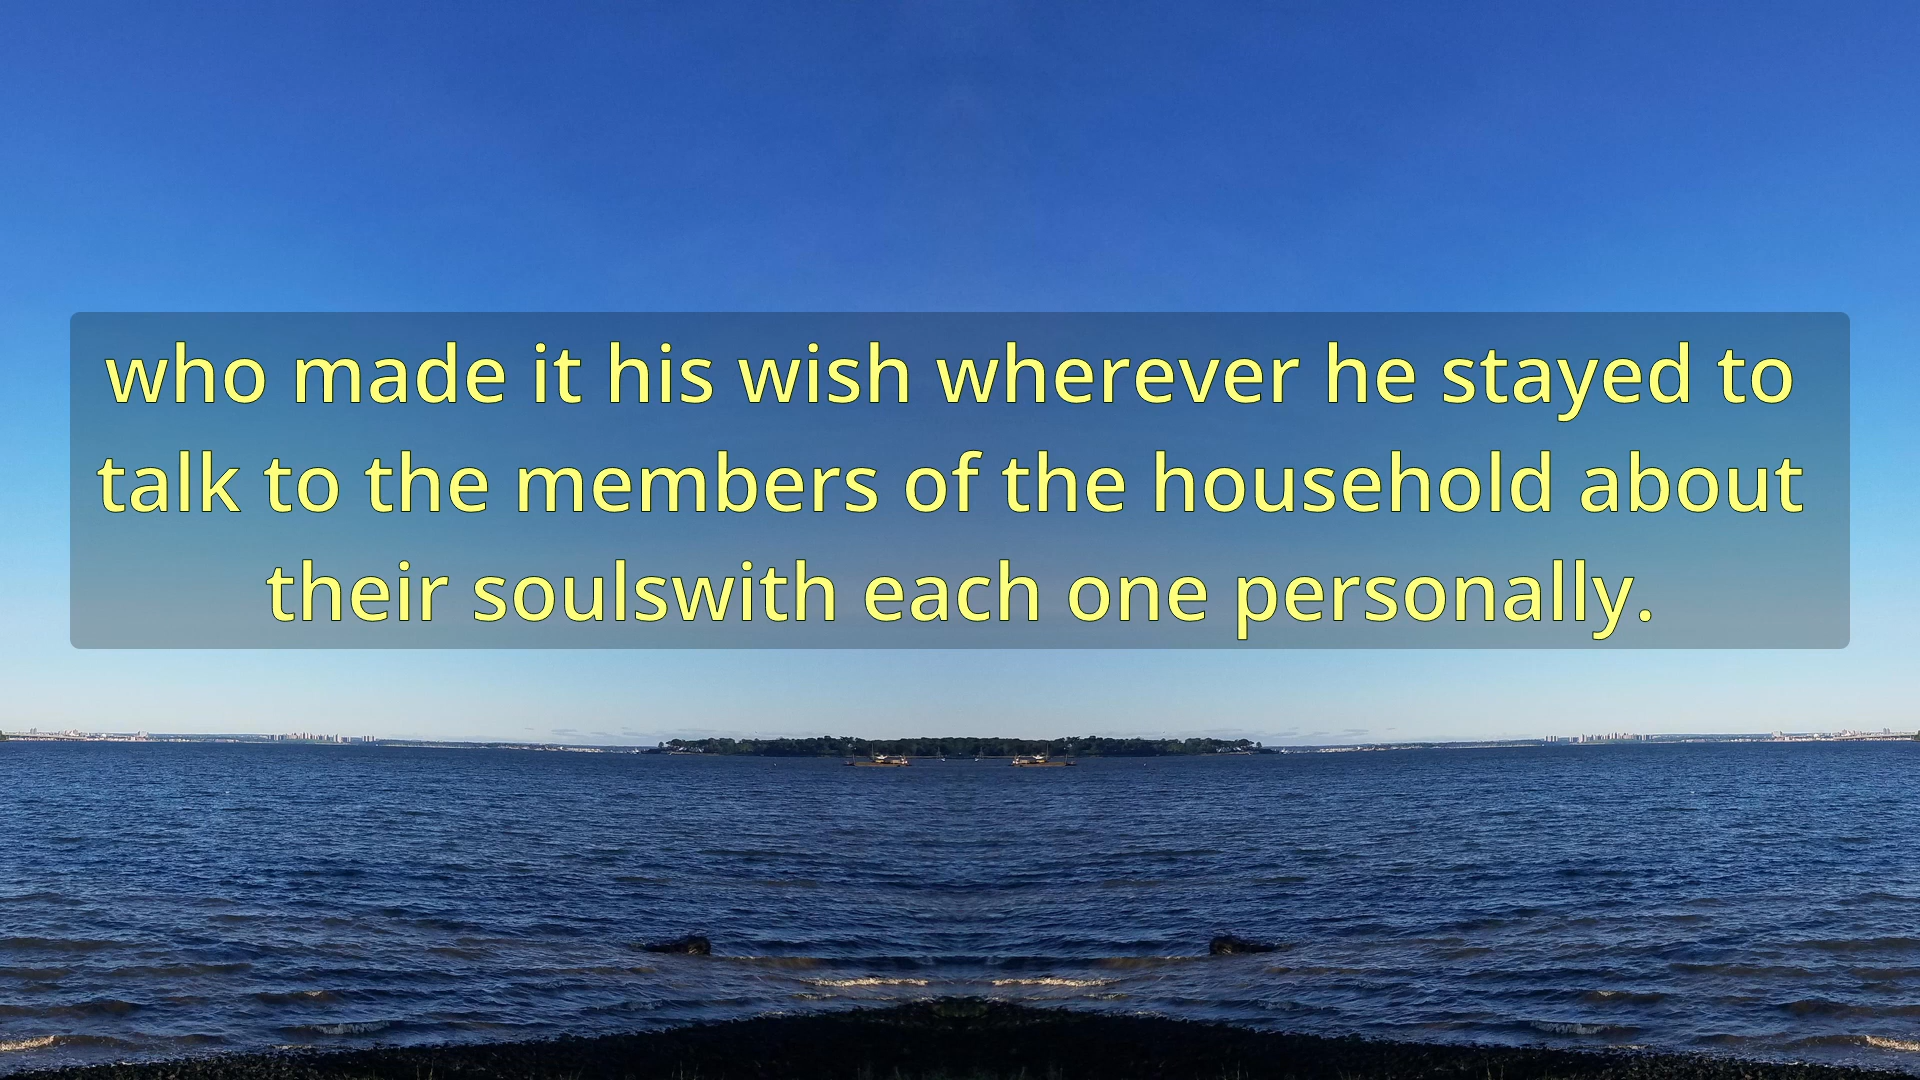 who made it his wish wherever he stayed to
talk to the members of the household about
their soulswith each one personally.